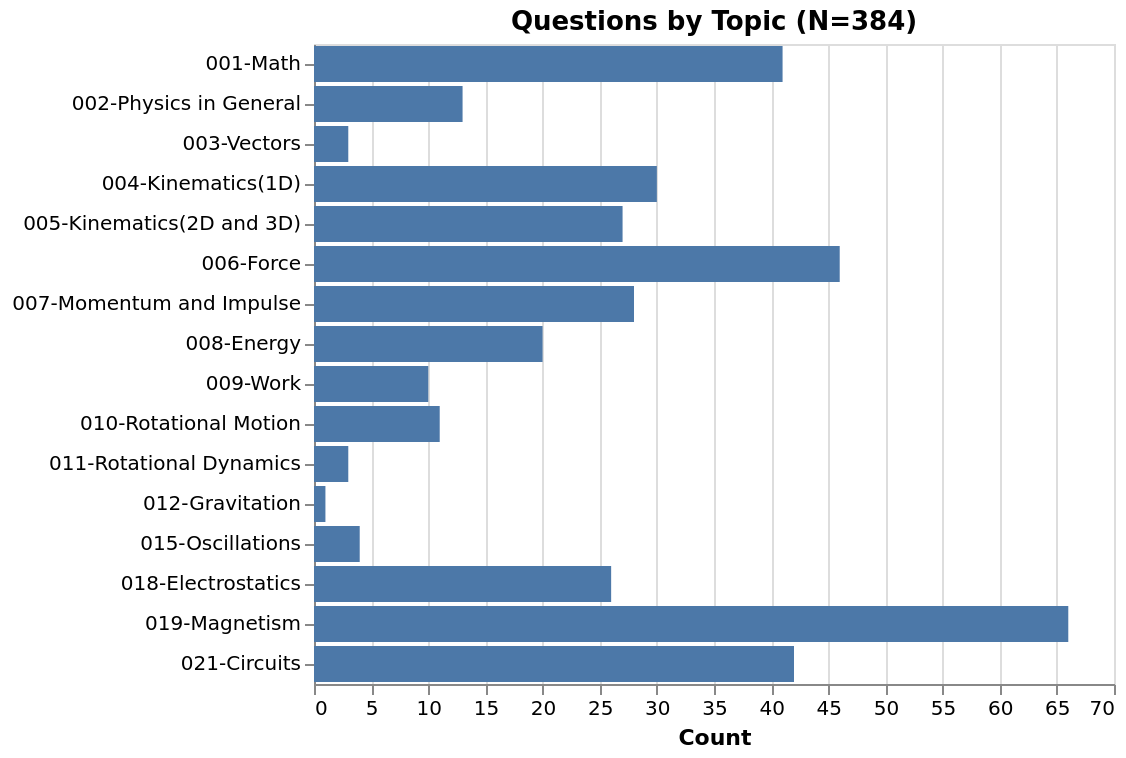 Questions by Topic (N=384)
001-Math
002-Physics in General
003-Vectors
004-Kinematics(1D)
005-Kinematics(2D and 3D)
006-Force
007-Momentum and Impulse
008-Energy
009-Work
010-Rotational Motion
011-Rotational Dynamics
012-Gravitation
015-Oscillations
018-Electrostatics
019-Magnetism
021-Circuits
0 5 10 15 20 25 30 35 40 45 50 55 60 65 70
Count